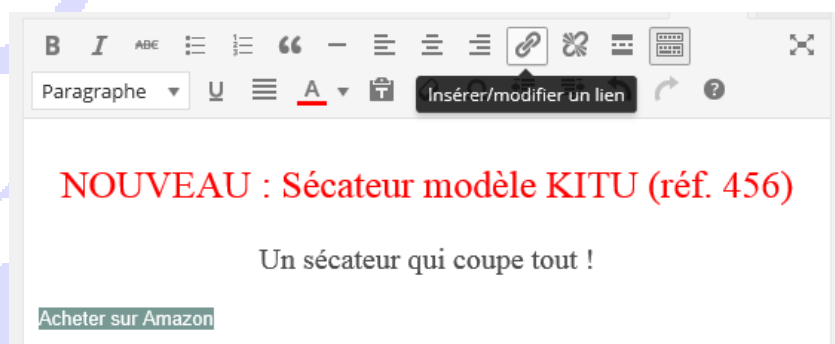 B I ABE
Paragraphe U A T Insérer/modifier un lien ?
NOUVEAU : Sécateur modèle KITU (réf. 456)
Un sécateur qui coupe tout !
Acheter sur Amazon